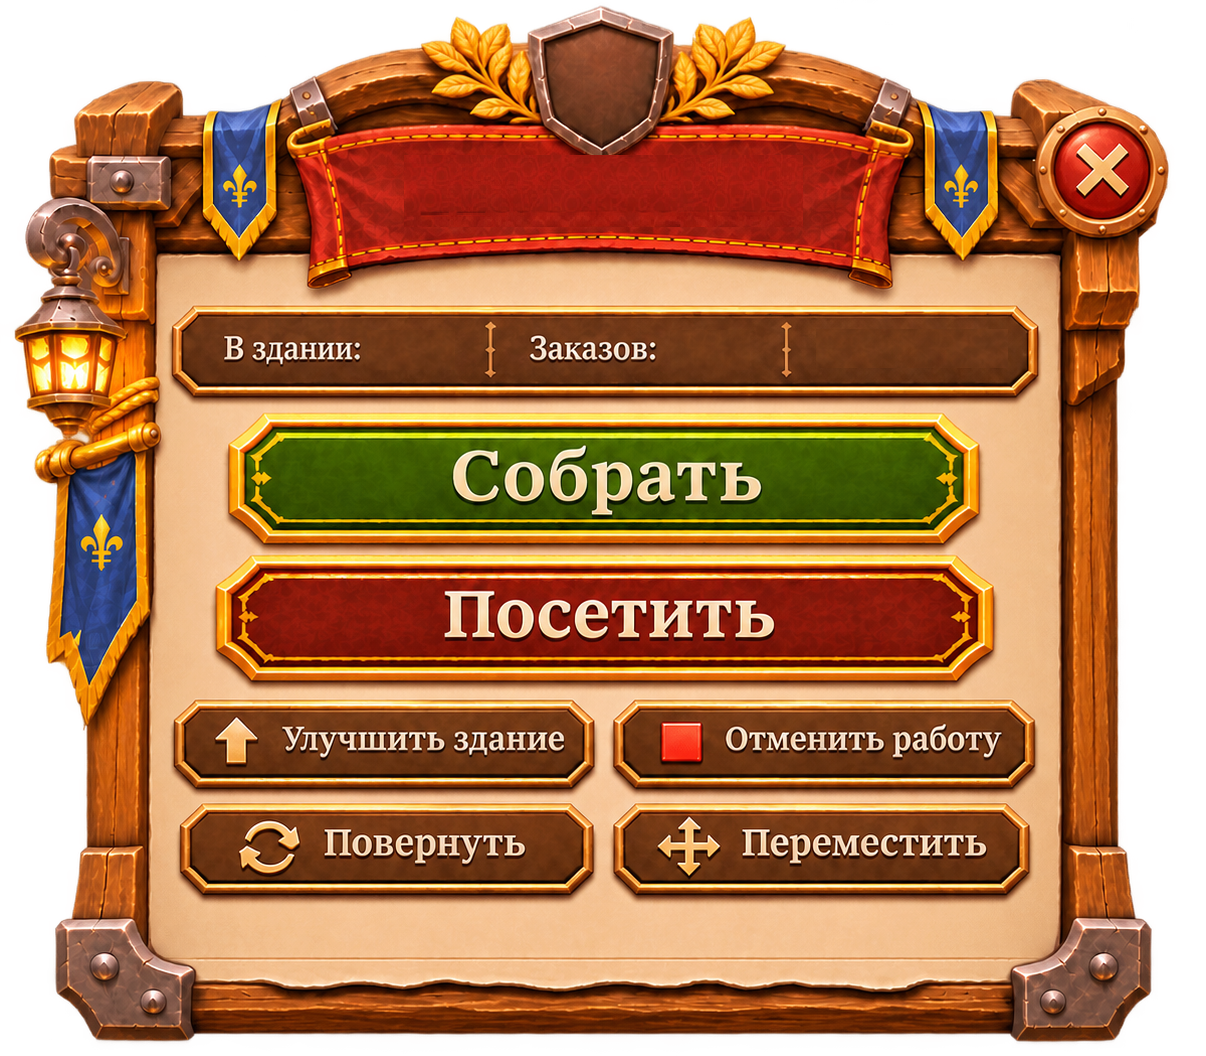 В здании: Заказов:
Собрать
Посетить
Улучшить здание Отменить работу
Повернуть Переместить